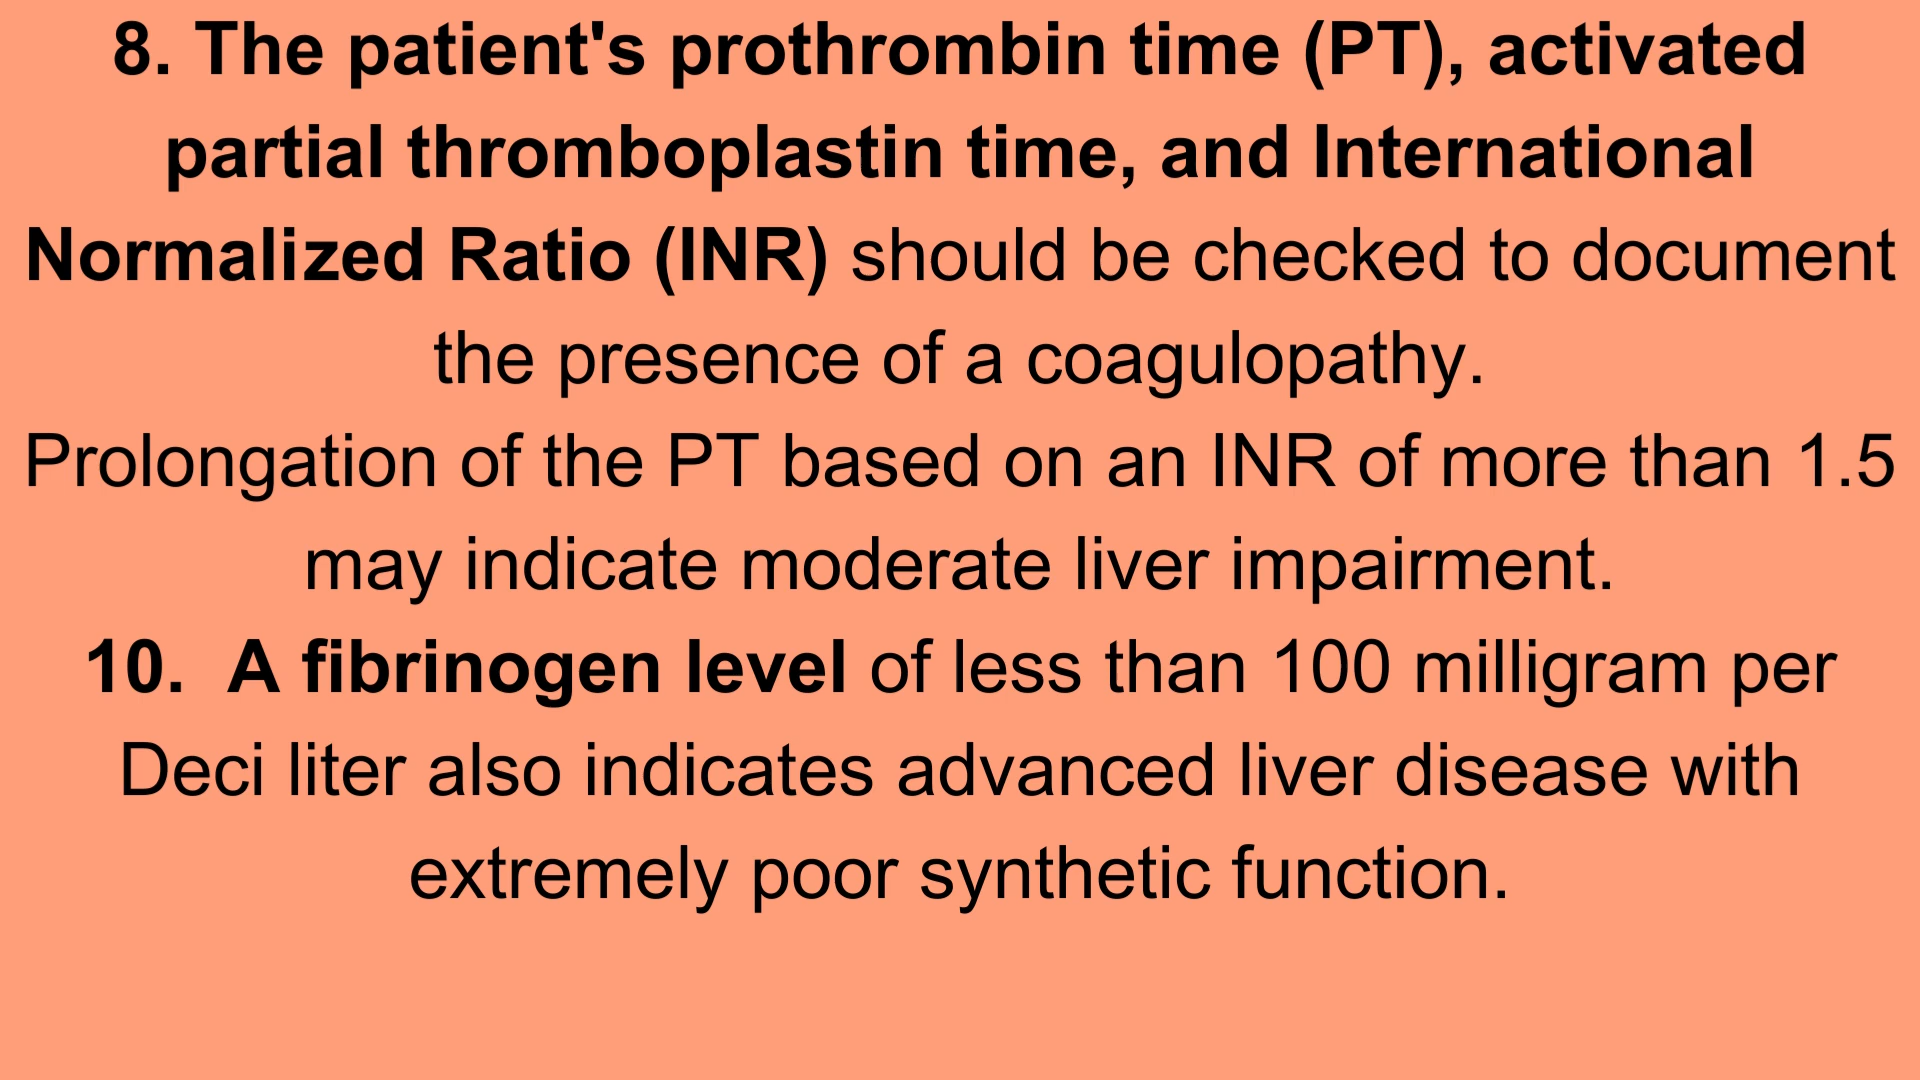 8. The patient's prothrombin time (PT), activated
partial thromboplastin time, and International
Normalized Ratio (INR) should be checked to document
the presence of a coagulopathy.
Prolongation of the PT based on an INR of more than 1.5
may indicate moderate liver impairment.
10.  A fibrinogen level of less than 100 milligram per
Deci liter also indicates advanced liver disease with
extremely poor synthetic function.